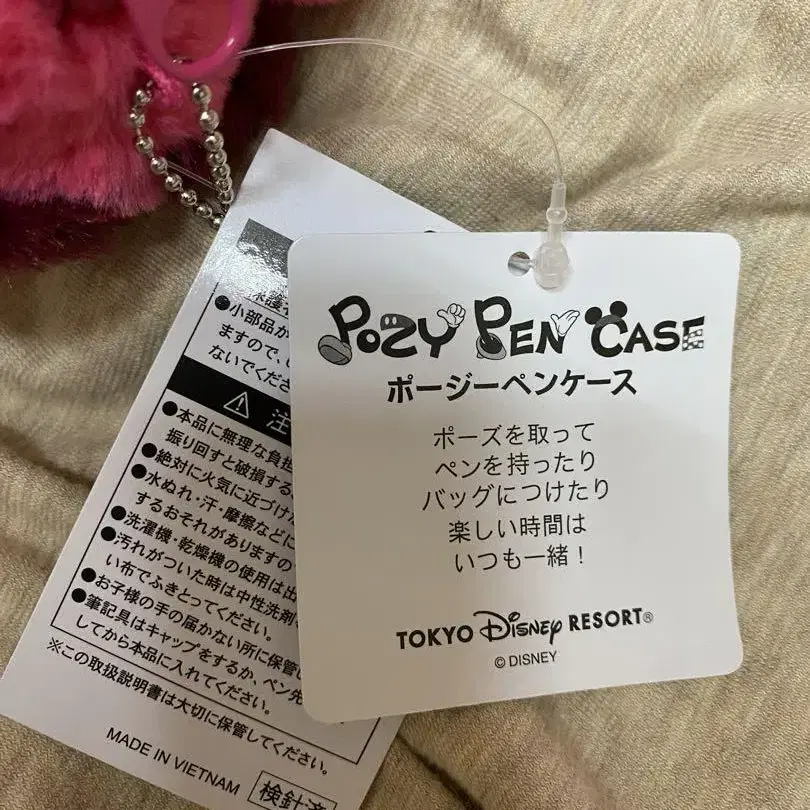 POZY PEN CASE
ポージーペンケース
ポーズを取って
ペンを持ったり
バッグにつけたり
楽しい時間は
いつも一緒！
TOKYO Disney RESORT®
© DISNEY
●小部品が
ますので、
ないでくださ
⚠ 注
●本品に無理な負担
振り回すと破損する
●絶対に火気に近づけ
●水ぬれ・汗・摩擦などに
するおそれがありますの
●洗濯機・乾燥機の使用は
●汚れがついた時は中性洗剤
い布でふきとってください。
●お子様の手の届かない所に保管
●筆記具はキャップをするか、ペン先
してから本品に入れてください。
※この取扱説明書は大切に保管してください。
MADE IN VIETNAM
検針済